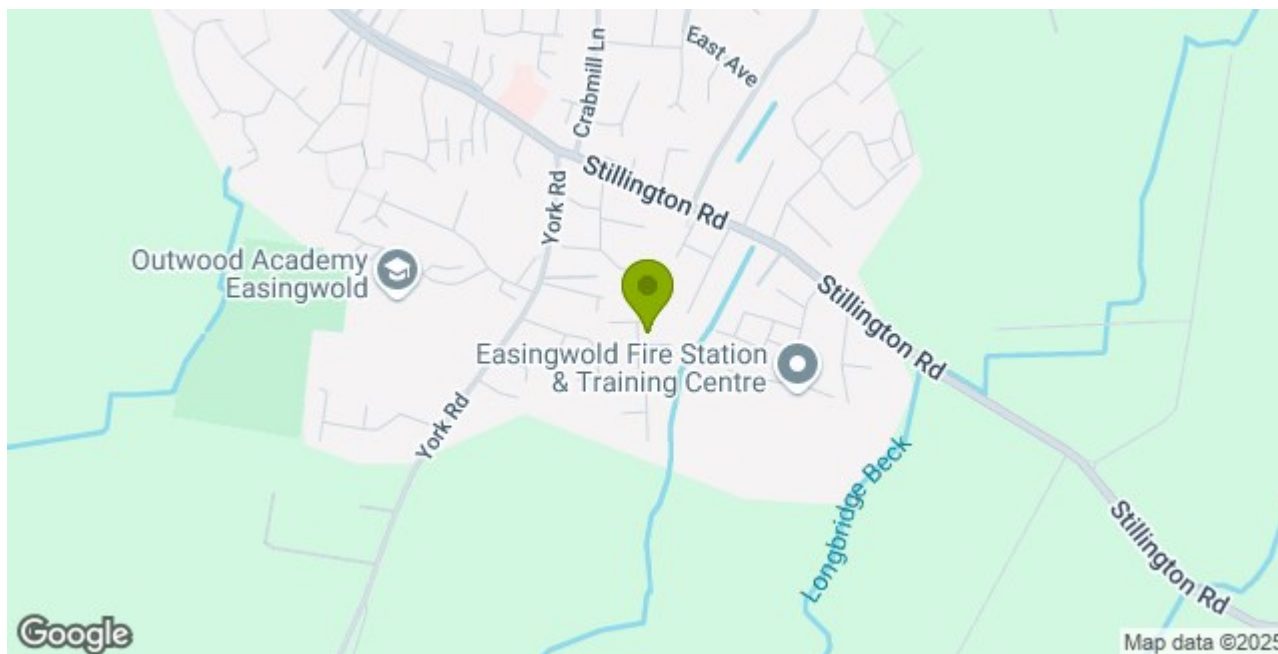 East Ave
Crabmill Ln
Stillington Rd
York Rd
Outwood Academy
Easingwold
Stillington Rd
Easingwold Fire Station
& Training Centre
York Rd
Longbridge Beck
Stillington Rd
Google
Map data ©2025